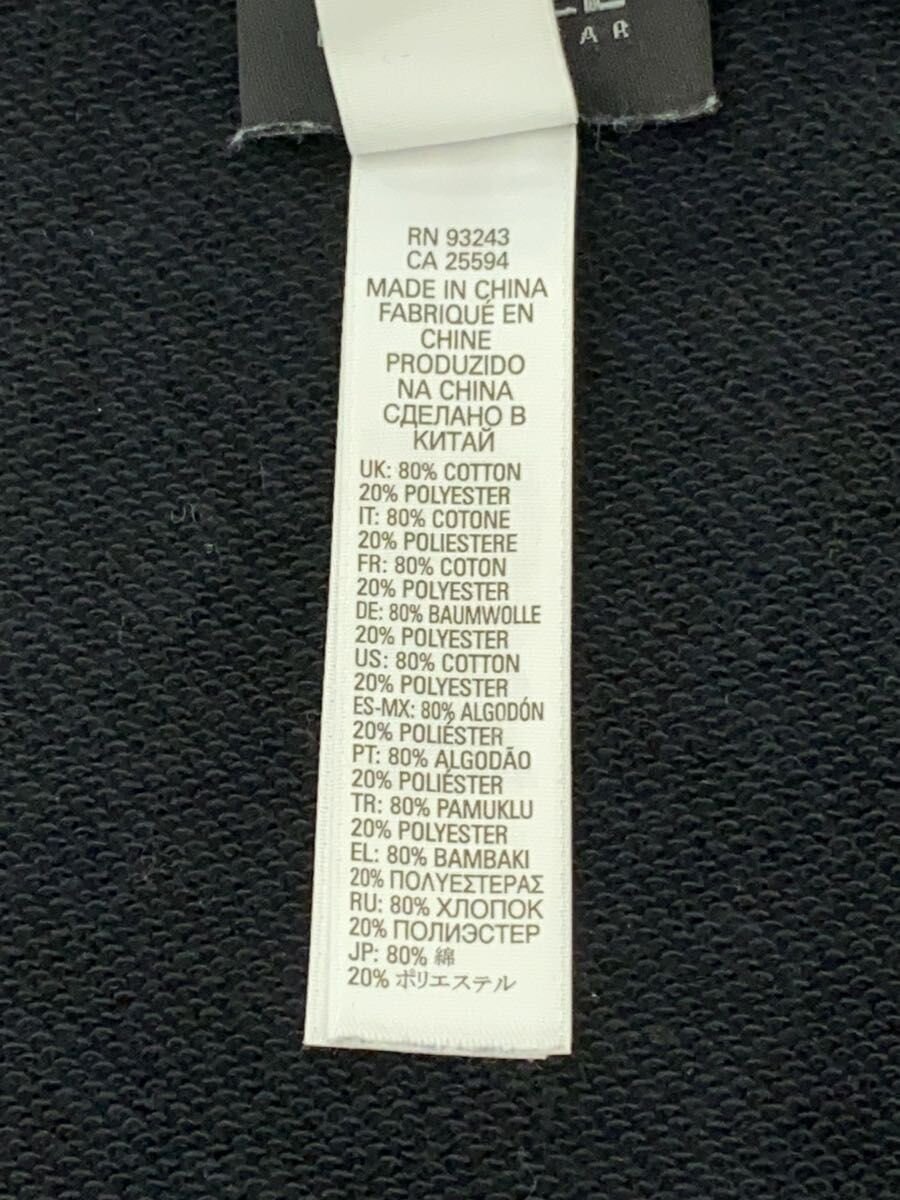 RN 93243
CA 25594
MADE IN CHINA
FABRIQUÉ EN
CHINE
PRODUZIDO
NA CHINA
СДЕЛАНО В
КИТАЙ
UK: 80% COTTON
20% POLYESTER
IT: 80% COTONE
20% POLIESTERE
FR: 80% COTON
20% POLYESTER
DE: 80% BAUMWOLLE
20% POLYESTER
US: 80% COTTON
20% POLYESTER
ES-MX: 80% ALGODÓN
20% POLIÉSTER
PT: 80% ALGODÃO
20% POLIÉSTER
TR: 80% PAMUKLU
20% POLYESTER
EL: 80% ΒΑΜΒΑΚΙ
20% ΠΟΛΥΕΣΤΕΡΑΣ
RU: 80% ХЛОПОК
20% ПОЛИЭСТЕР
JP: 80% 綿
20% ポリエステル